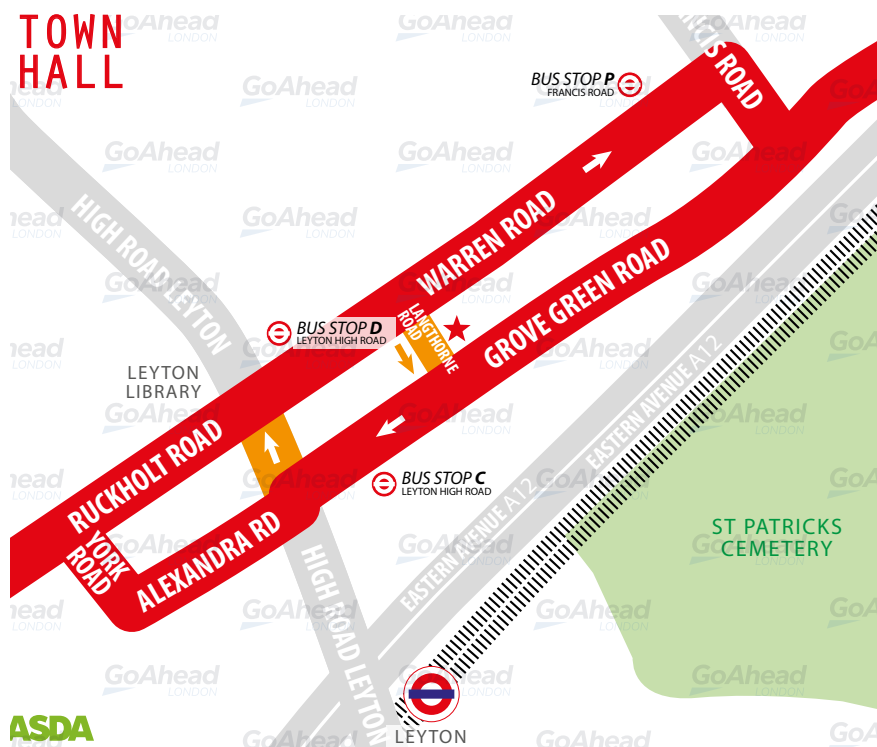 TOWN
HALL
BUS STOP P
FRANCIS ROAD
ROAD
HIGH ROAD LEYTON
WARREN ROAD
GROVE GREEN ROAD
LANGTHORNE
ROAD
BUS STOP D
LEYTON HIGH ROAD
LEYTON
LIBRARY
EASTERN AVENUE A12
RUCKHOLT ROAD
BUS STOP C
LEYTON HIGH ROAD
EASTERN AVENUE A12
ST PATRICKS
CEMETERY
YORK
ROAD
ALEXANDRA RD
HIGH ROAD LEYTON
ASDA
LEYTON
GoAhead
LONDON